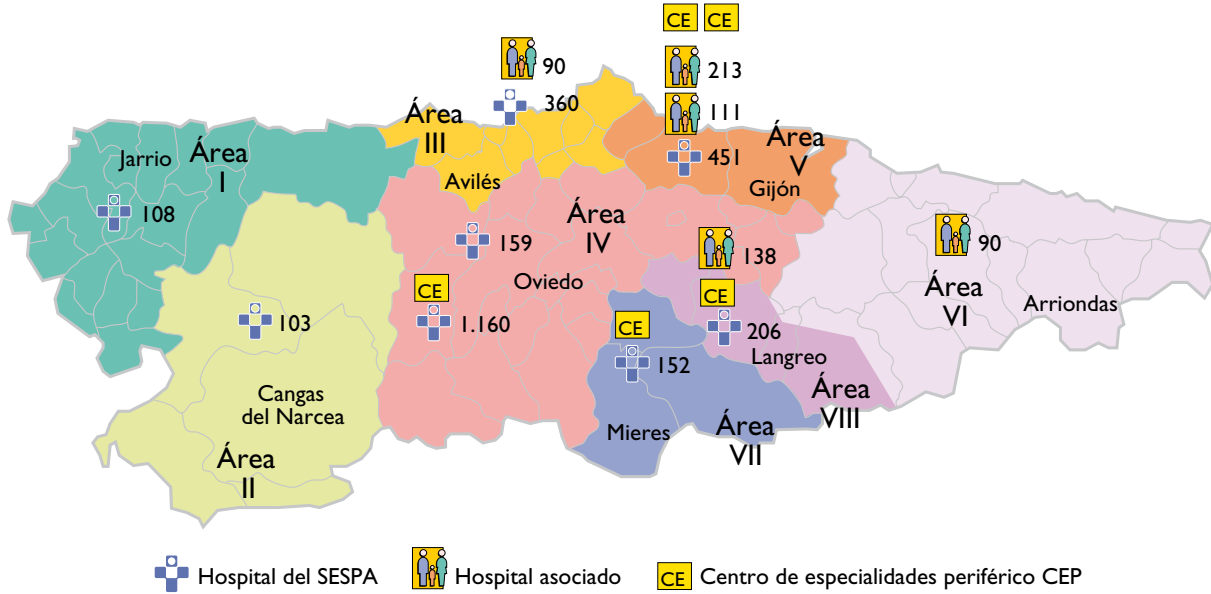 CE CE
90
213
360
111
Área
III
Área
V
Jarrio
Área
I
451
Avilés
Gijón
108
Área
IV
159
138
90
CE
Oviedo
CE
Área
VI
Arriondas
103
1.160
CE
206
152
Langreo
Cangas
del Narcea
Área
VIII
Mieres
Área
VII
Área
II
Hospital del SESPA
Hospital asociado
CE Centro de especialidades periférico CEP